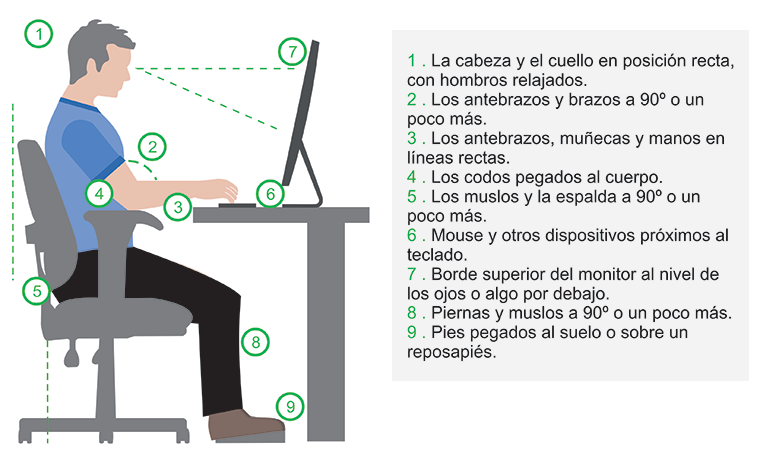 1
7
2
4
3
6
5
8
9
1 . La cabeza y el cuello en posición recta,
con hombros relajados.
2 . Los antebrazos y brazos a 90º o un
poco más.
3 . Los antebrazos, muñecas y manos en
líneas rectas.
4 . Los codos pegados al cuerpo.
5 . Los muslos y la espalda a 90º o un
poco más.
6 . Mouse y otros dispositivos próximos al
teclado.
7 . Borde superior del monitor al nivel de
los ojos o algo por debajo.
8 . Piernas y muslos a 90º o un poco más.
9 . Pies pegados al suelo o sobre un
reposapiés.